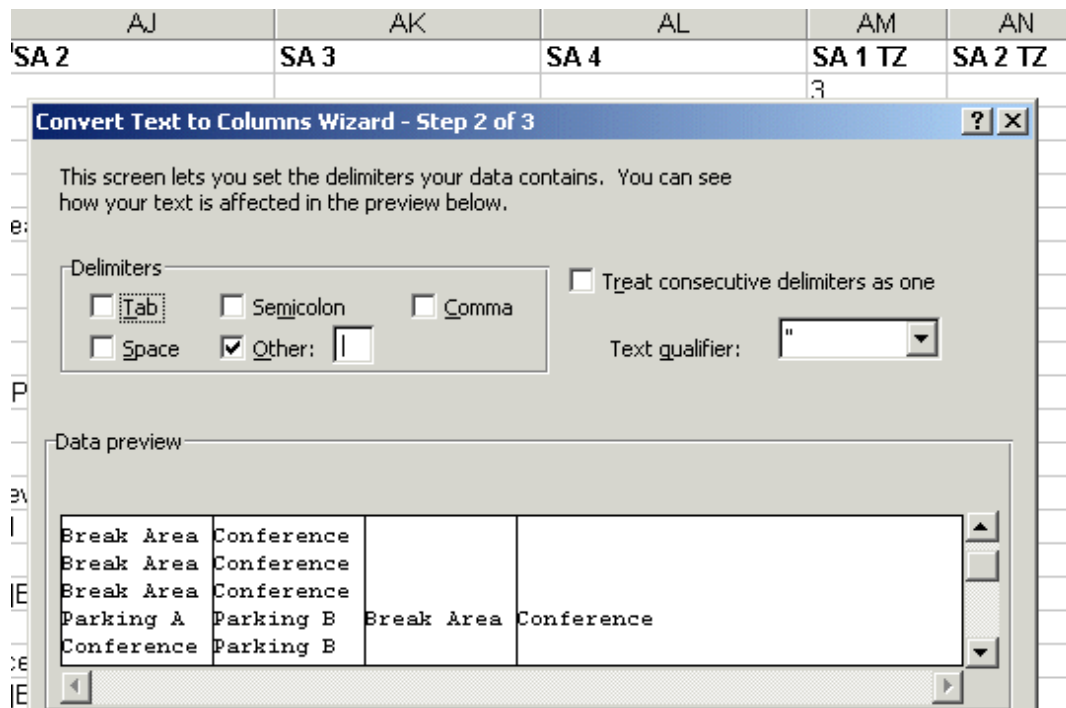 AJ AK AL AM AN
'SA 2 SA 3 SA 4 SA 1 TZ SA 2 TZ
3
Convert Text to Columns Wizard - Step 2 of 3
This screen lets you set the delimiters your data contains. You can see
how your text is affected in the preview below.
Delimiters
Treat consecutive delimiters as one
Tab Semicolon Comma
Space Other: | Text qualifier: "
P
Data preview
Break Area Conference
Break Area Conference
Break Area Conference
Parking A Parking B Break Area Conference
Conference Parking B